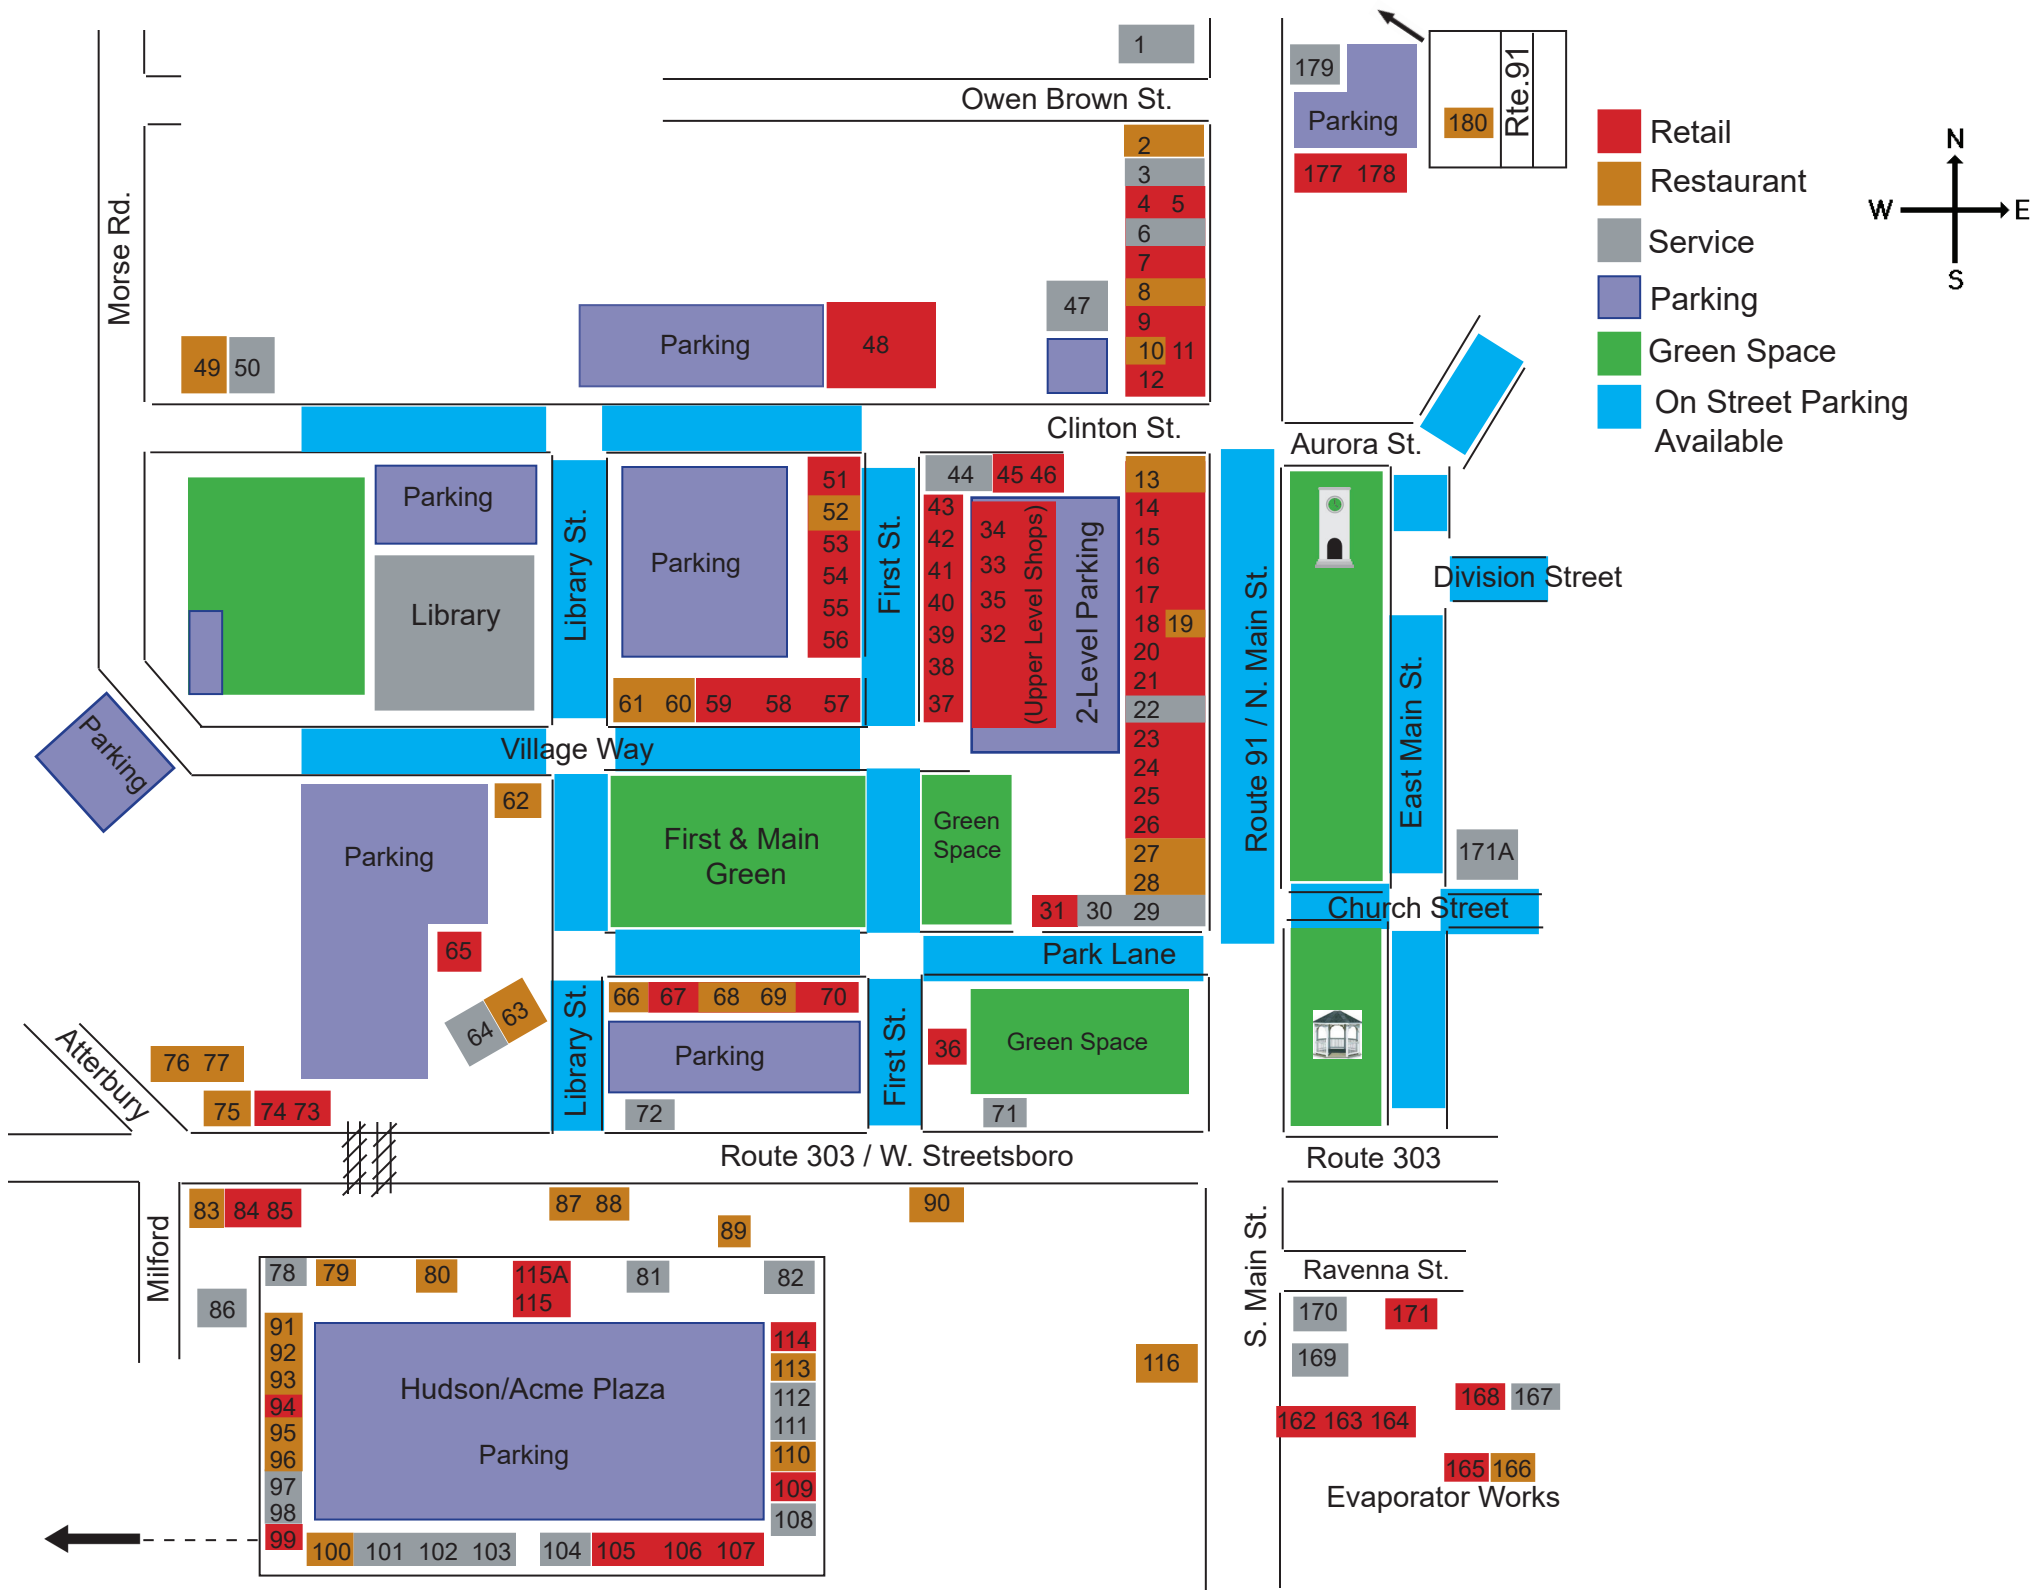 1
Owen Brown St.
179
Parking
177 178
180
Rte.91
Retail
Restaurant
Service
Parking
Green Space
On Street Parking
Available
N
W
E
S
Morse Rd.
2
3
4 5
6
7
8
9
10 11
12
47
Parking
48
49 50
Clinton St.
Aurora St.
Parking
Library
Library St.
Parking
51
52
53
54
55
56
61 60 59 58 57
First St.
44 45 46
43
42
41
40
39
38
37
34
33
35
32
(Upper Level Shops)
2-Level Parking
13
14
15
16
17
18 19
20
21
22
23
24
25
26
27
28
31 30 29
Route 91 / N. Main St.
Division Street
East Main St.
171A
Church Street
Parking
Village Way
62
Parking
First & Main
Green
Green
Space
65
64 63
Park Lane
66 67 68 69 70
Parking
72
Library St.
First St.
36
Green Space
71
Atterbury
76 77
75 74 73
Route 303 / W. Streetsboro
Route 303
Milford
83 84 85
87 88
89
90
86
78 79 80 115A 81 82
115
91
92
93
94
95
96
97
98
99
Hudson/Acme Plaza
Parking
114
113
112
111
110
109
108
100 101 102 103 104 105 106 107
116
S. Main St.
Ravenna St.
170 171
169
168 167
162 163 164
165 166
Evaporator Works